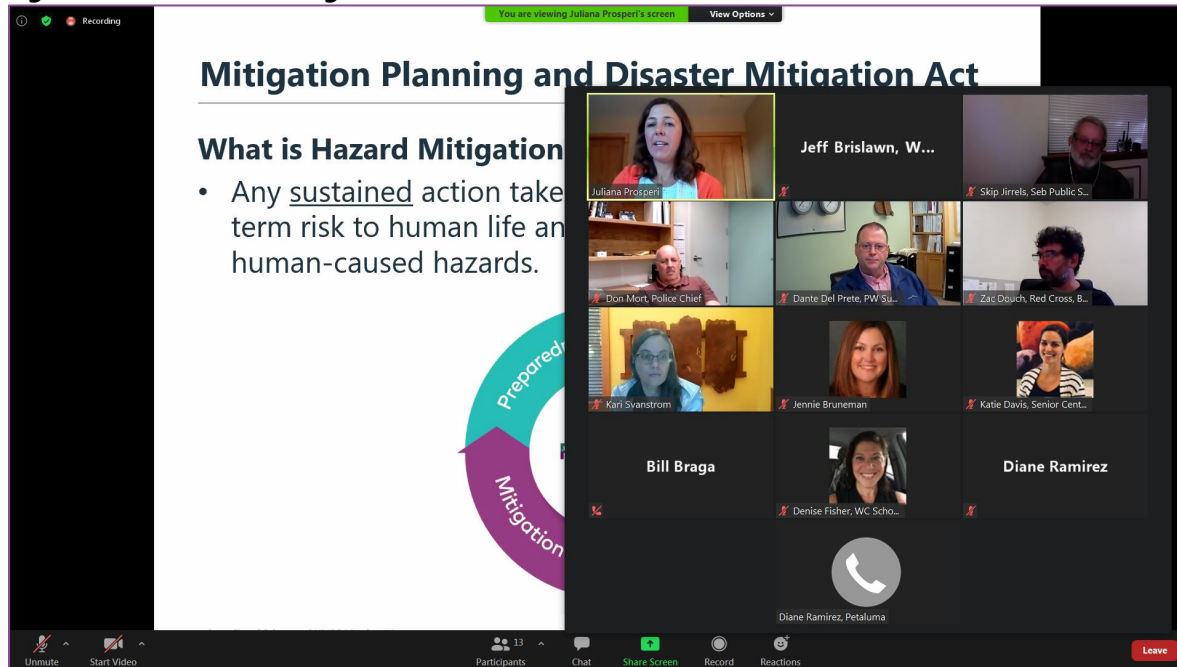 Recording
You are viewing Juliana Prosperi's screen
View Options
Mitigation Planning and Disaster Mitigation Act
What is Hazard Mitigation
• Any sustained action take
term risk to human life an
human-caused hazards.
Mitigation
Juliana Prosperi
Jeff Brislawn, W...
Skip Jirrels, Seb Public S...
Don Mort, Police Chief
Dante Del Prete, PW Su...
Zac Douch, Red Cross, B...
Kari Svanstrom
Jennie Bruneman
Katie Davis, Senior Cent...
Bill Braga
Denise Fisher, WC Scho...
Diane Ramirez
Diane Ramirez, Petaluma
Unmute
Start Video
13
Participants
Chat
Share Screen
Record
Reactions
Leave